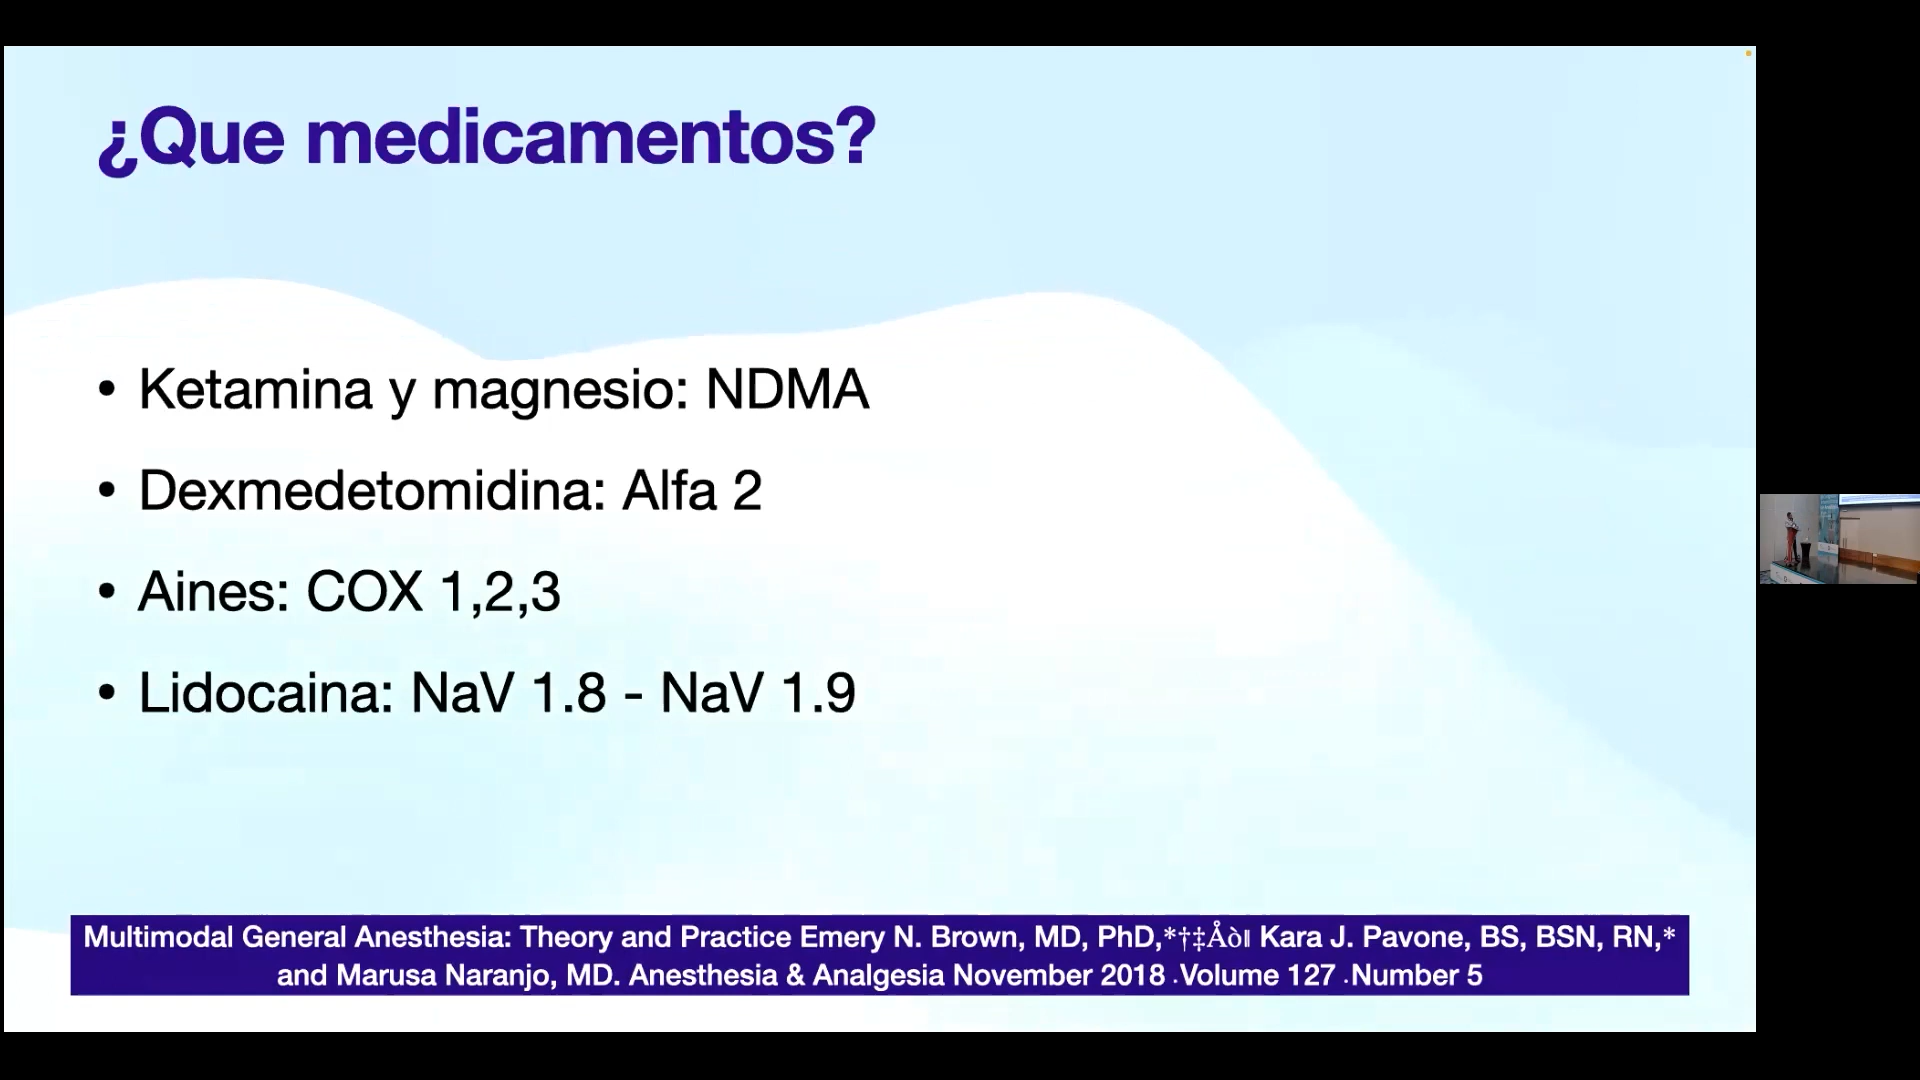 ¿Que medicamentos?
• Ketamina y magnesio: NDMA
• Dexmedetomidina: Alfa 2
• Aines: COX 1,2,3
• Lidocaina: NaV 1.8 - NaV 1.9
Multimodal General Anesthesia: Theory and Practice Emery N. Brown, MD, PhD,*†‡Åò‖ Kara J. Pavone, BS, BSN, RN,*
and Marusa Naranjo, MD. Anesthesia & Analgesia November 2018 .Volume 127 .Number 5